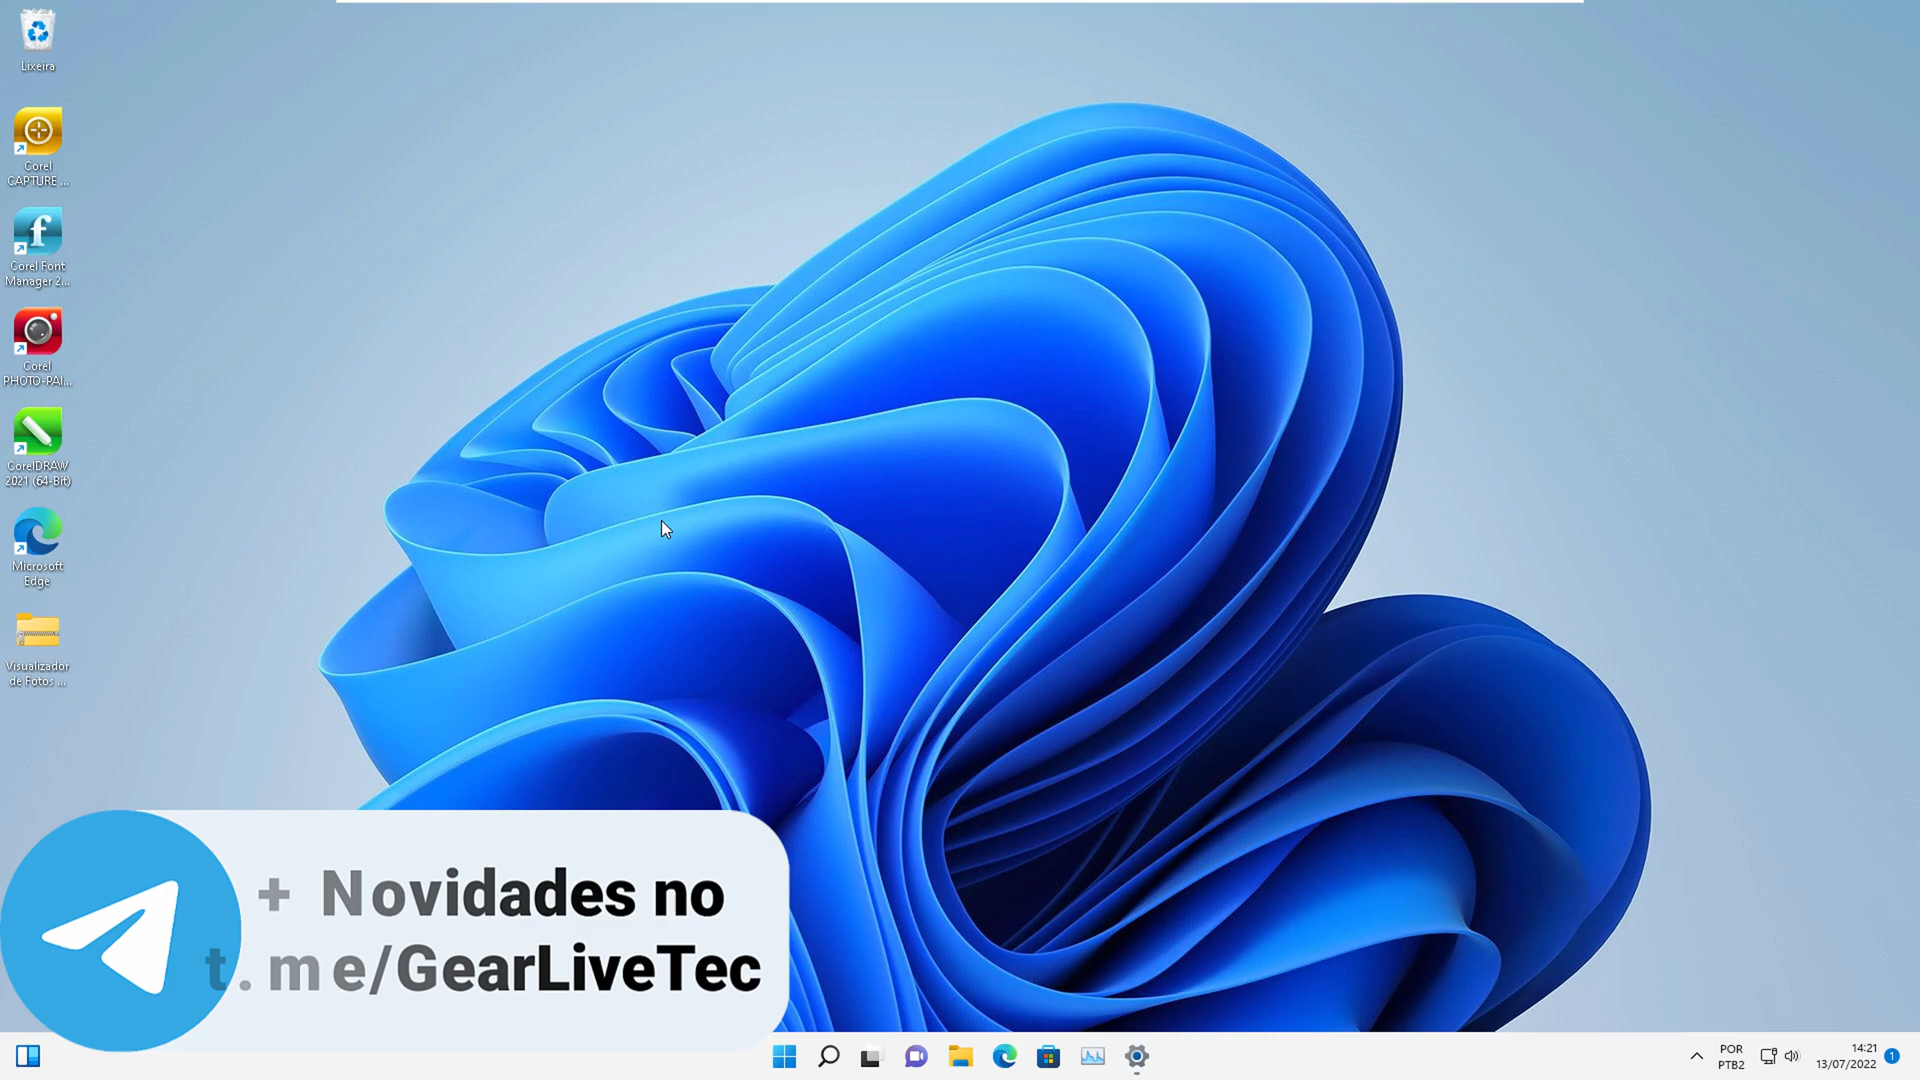 Lixeira
Corel
CAPTURE ...
Corel Font
Manager 2...
Corel
PHOTO-PAI...
CorelDRAW
2021 (64-Bit)
Microsoft
Edge
Visualizador
de Fotos ...
+ Novidades no
t.me/GearLiveTec
POR
PTB2
14:21
13/07/2022
1